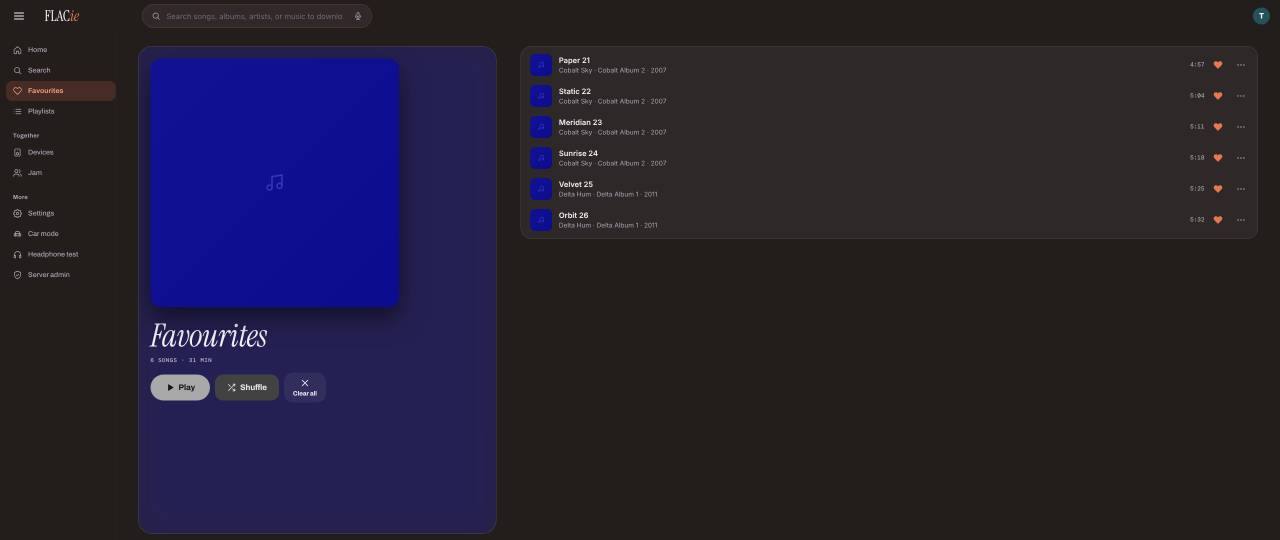 FLACie
Search songs, albums, artists, or music to downlo
T
Home
Search
Favourites
Playlists
Together
Devices
Jam
More
Settings
Car mode
Headphone test
Server admin
Favourites
6 SONGS · 31 MIN
Play
Shuffle
Clear all
Paper 21
Cobalt Sky · Cobalt Album 2 · 2007
4:57
Static 22
Cobalt Sky · Cobalt Album 2 · 2007
5:04
Meridian 23
Cobalt Sky · Cobalt Album 2 · 2007
5:11
Sunrise 24
Cobalt Sky · Cobalt Album 2 · 2007
5:18
Velvet 25
Delta Hum · Delta Album 1 · 2011
5:25
Orbit 26
Delta Hum · Delta Album 1 · 2011
5:32